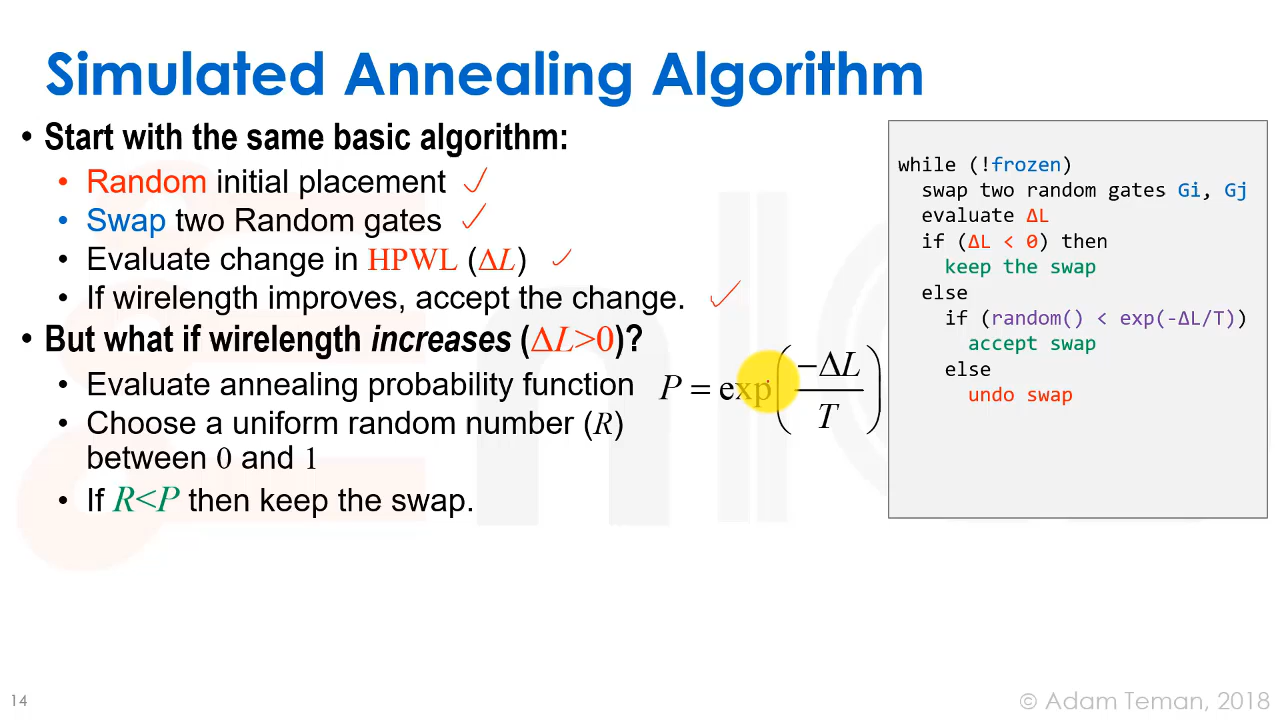 Simulated Annealing Algorithm
• Start with the same basic algorithm:
• Random initial placement
• Swap two Random gates
• Evaluate change in HPWL (ΔL)
• If wirelength improves, accept the change.
• But what if wirelength increases (ΔL>0)?
• Evaluate annealing probability function P = exp(−ΔL/T)
• Choose a uniform random number (R)
between 0 and 1
• If R<P then keep the swap.
while (!frozen)
swap two random gates Gi, Gj
evaluate ΔL
if (ΔL < 0) then
keep the swap
else
if (random() < exp(-ΔL/T))
accept swap
else
undo swap
14
© Adam Teman, 2018